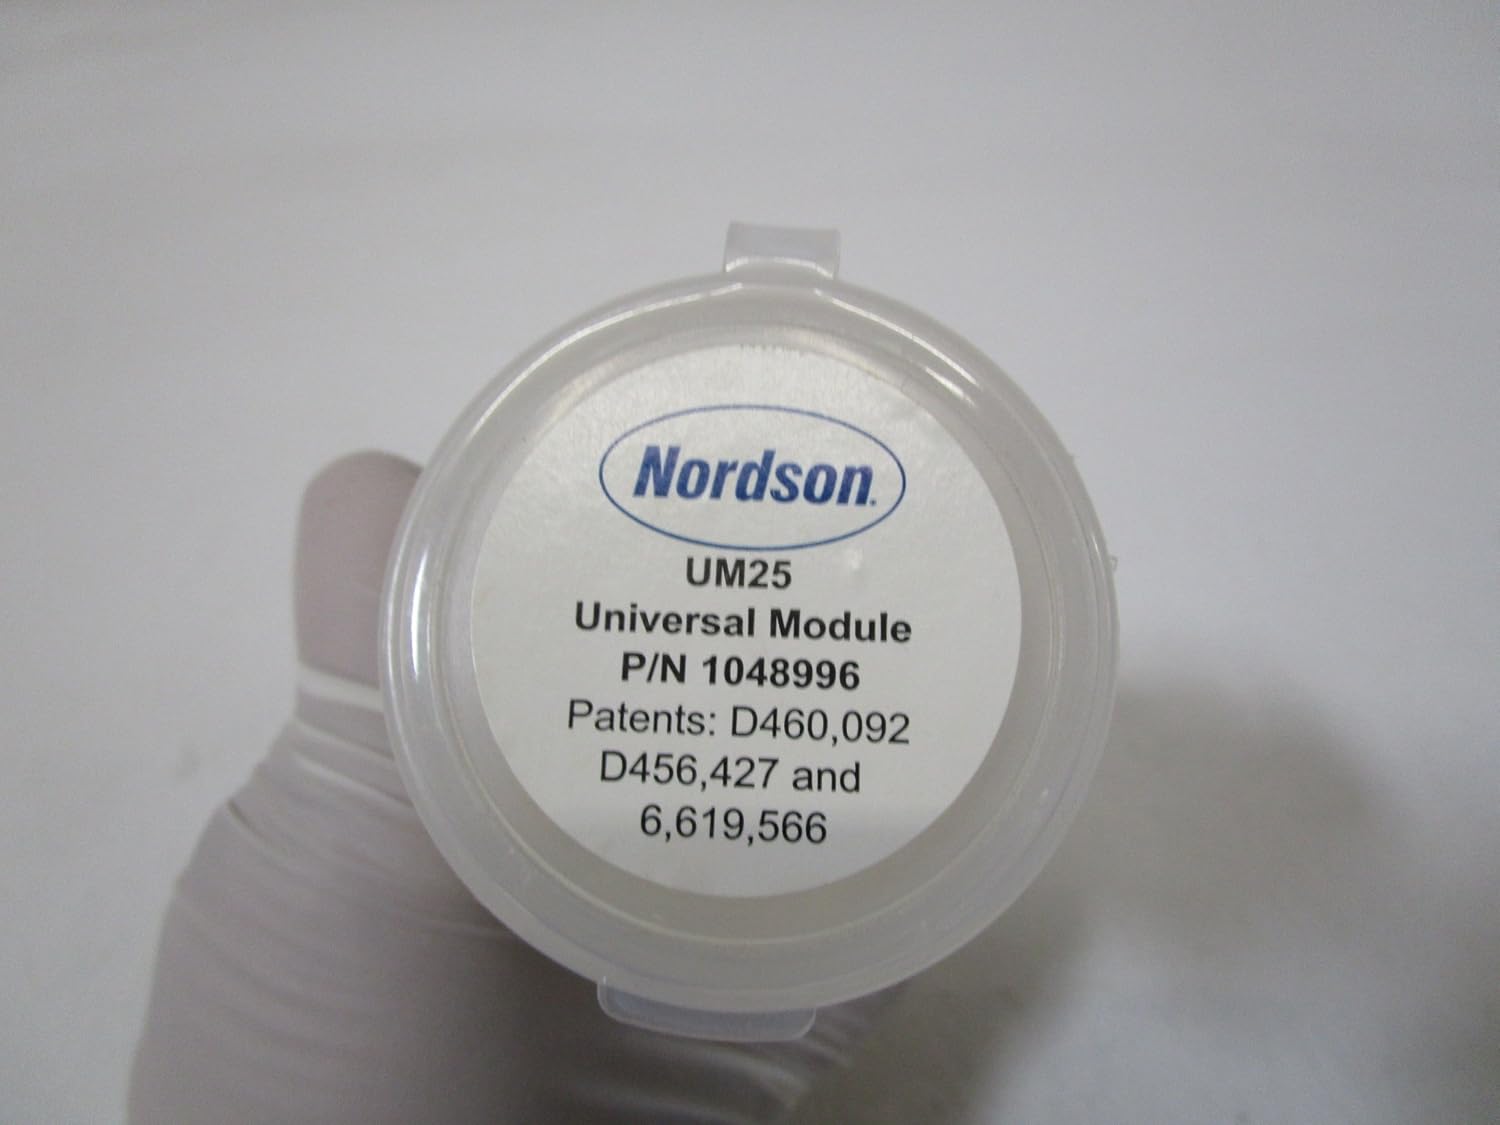 Nordson.
UM25
Universal Module
P/N 1048996
Patents: D460,092
D456,427 and
6,619,566